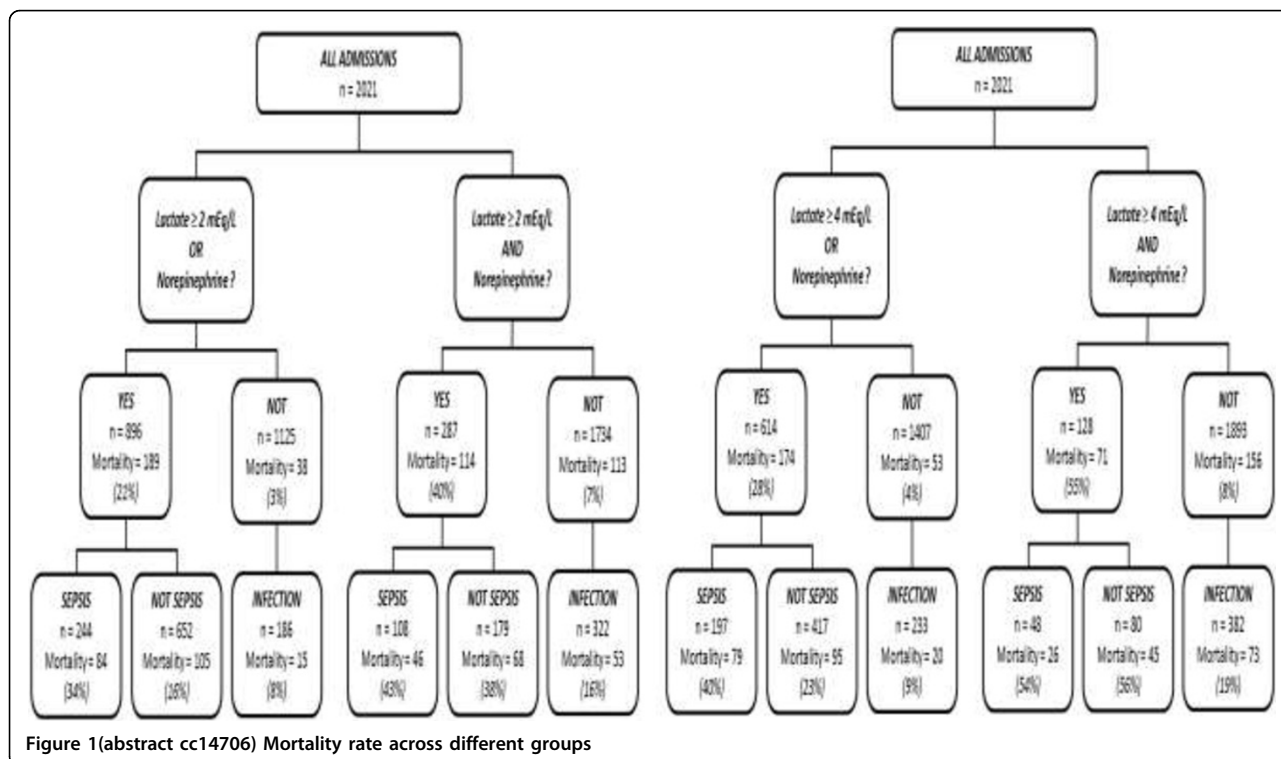 ALL ADMISSIONS
n = 2021
Lactate ≥ 2 mEq/L
OR
Norepinephrine ?
YES
n = 896
Mortality = 189
(21%)
SEPSIS
n = 244
Mortality = 84
(34%)
NOT SEPSIS
n = 652
Mortality = 105
(16%)
NOT
n = 1125
Mortality = 38
(3%)
INFECTION
n = 186
Mortality = 15
(8%)
Lactate ≥ 2 mEq/L
AND
Norepinephrine ?
YES
n = 287
Mortality = 114
(40%)
SEPSIS
n = 108
Mortality = 46
(43%)
NOT SEPSIS
n = 179
Mortality = 68
(38%)
NOT
n = 1734
Mortality = 113
(7%)
INFECTION
n = 322
Mortality = 53
(16%)
ALL ADMISSIONS
n = 2021
Lactate ≥ 4 mEq/L
OR
Norepinephrine ?
YES
n = 614
Mortality = 174
(28%)
SEPSIS
n = 197
Mortality = 79
(40%)
NOT SEPSIS
n = 417
Mortality = 95
(23%)
NOT
n = 1407
Mortality = 53
(4%)
INFECTION
n = 233
Mortality = 20
(9%)
Lactate ≥ 4 mEq/L
AND
Norepinephrine ?
YES
n = 128
Mortality = 71
(55%)
SEPSIS
n = 48
Mortality = 26
(54%)
NOT SEPSIS
n = 80
Mortality = 45
(56%)
NOT
n = 1893
Mortality = 156
(8%)
INFECTION
n = 382
Mortality = 73
(19%)
Figure 1(abstract cc14706) Mortality rate across different groups